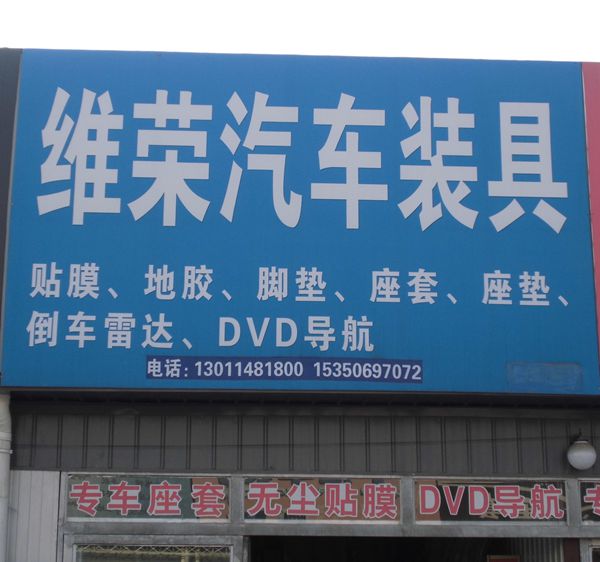 维荣汽车装具
贴膜、地胶、脚垫、座套、座垫、
倒车雷达、DVD导航
电话:13011481800 15350697072
专车座套 无尘贴膜 DVD导航 专